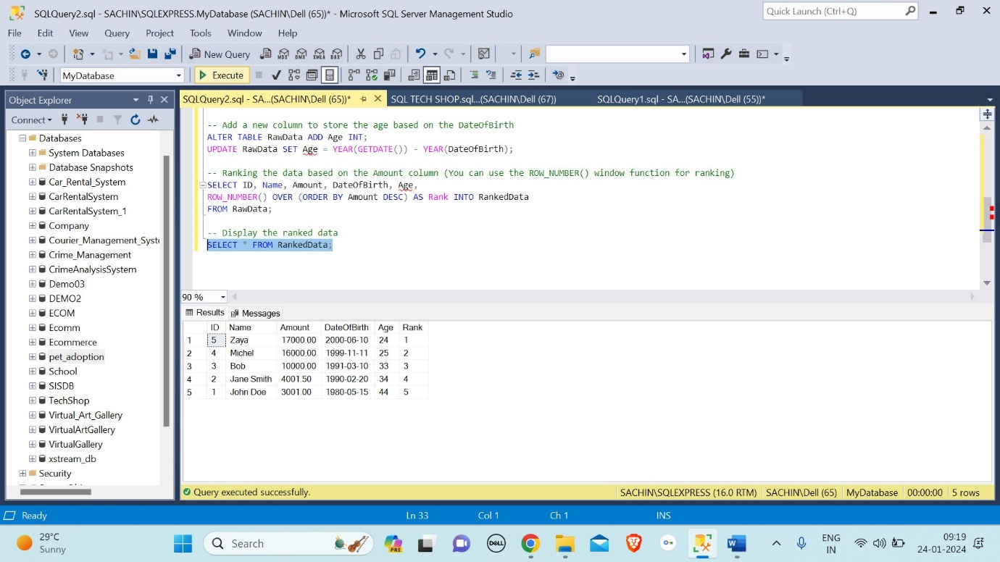 SQLQuery2.sql - SACHIN\SQLEXPRESS.MyDatabase (SACHIN\Dell (65))* - Microsoft SQL Server Management Studio
Quick Launch (Ctrl+Q)
File Edit View Query Project Tools Window Help
New Query
MDX DMX XMLA DAX
MyDatabase
Execute
Object Explorer
SQLQuery2.sql - SA...(SACHIN\Dell (65))*
SQL TECH SHOP.sql...(SACHIN\Dell (67))
SQLQuery1.sql - SA...(SACHIN\Dell (55))*
Connect
Databases
System Databases
Database Snapshots
Car_Rental_System
CarRentalSystem
CarRentalSystem_1
Company
Courier_Management_Syst
Crime_Management
CrimeAnalysisSystem
Demo03
DEMO2
ECOM
Ecomm
Ecommerce
pet_adoption
School
SISDB
TechShop
Virtual_Art_Gallery
VirtualArtGallery
VirtualGallery
xstream_db
Security
-- Add a new column to store the age based on the DateOfBirth
ALTER TABLE RawData ADD Age INT;
UPDATE RawData SET Age = YEAR(GETDATE()) - YEAR(DateOfBirth);
-- Ranking the data based on the Amount column (You can use the ROW_NUMBER() window function for ranking)
SELECT ID, Name, Amount, DateOfBirth, Age,
ROW_NUMBER() OVER (ORDER BY Amount DESC) AS Rank INTO RankedData
FROM RawData;
-- Display the ranked data
SELECT * FROM RankedData;
90 %
Results Messages
ID Name Amount DateOfBirth Age Rank
1 5 Zaya 17000.00 2000-06-10 24 1
2 4 Michel 16000.00 1999-11-11 25 2
3 3 Bob 10000.00 1991-03-10 33 3
4 2 Jane Smith 4001.50 1990-02-20 34 4
5 1 John Doe 3001.00 1980-05-15 44 5
Query executed successfully.
SACHIN\SQLEXPRESS (16.0 RTM) SACHIN\Dell (65) MyDatabase 00:00:00 5 rows
Ready Ln 33 Col 1 Ch 1 INS
29°C
Sunny
Search
PRE
DELL
W
ENG
IN
09:19
24-01-2024